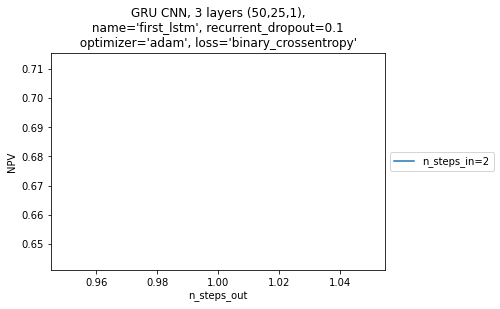 GRU CNN, 3 layers (50,25,1),
name='first_lstm', recurrent_dropout=0.1
optimizer='adam', loss='binary_crossentropy'
0.71
0.70
0.69
0.68
0.67
0.66
0.65
NPV
n_steps_in=2
0.96 0.98 1.00 1.02 1.04
n_steps_out